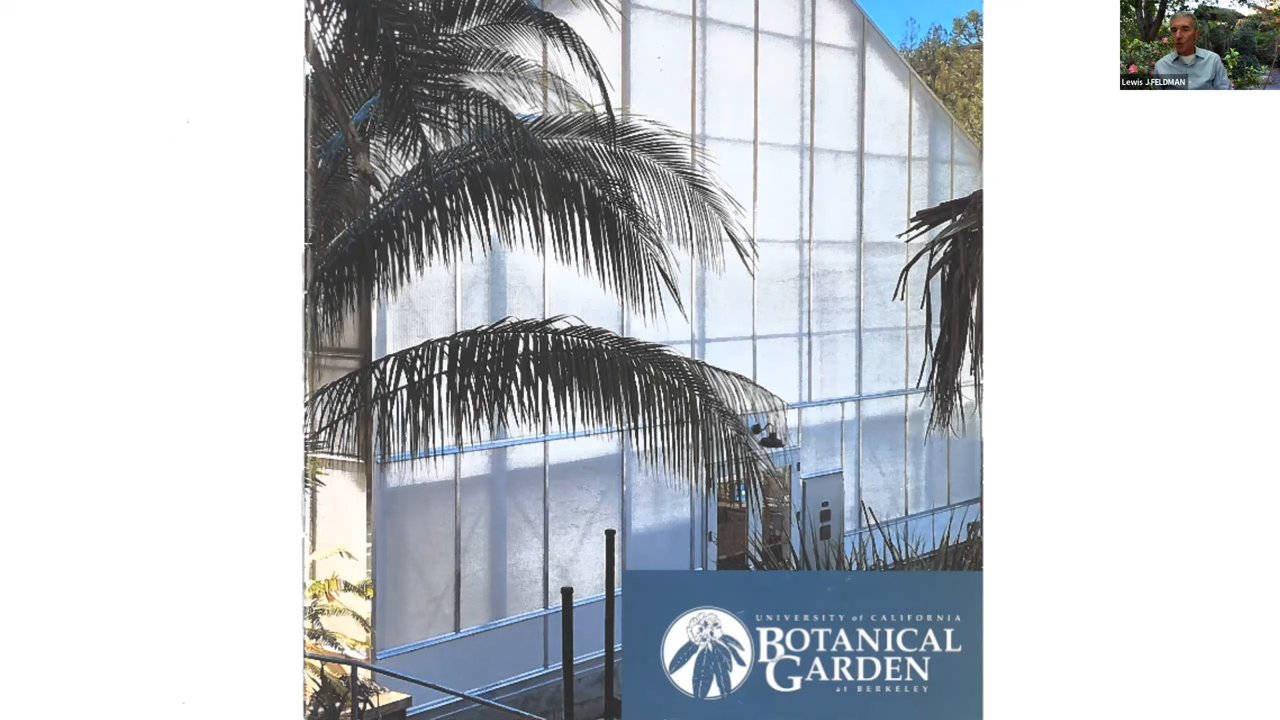 Lewis J.FELDMAN
UNIVERSITY of CALIFORNIA
BOTANICAL
GARDEN
at BERKELEY